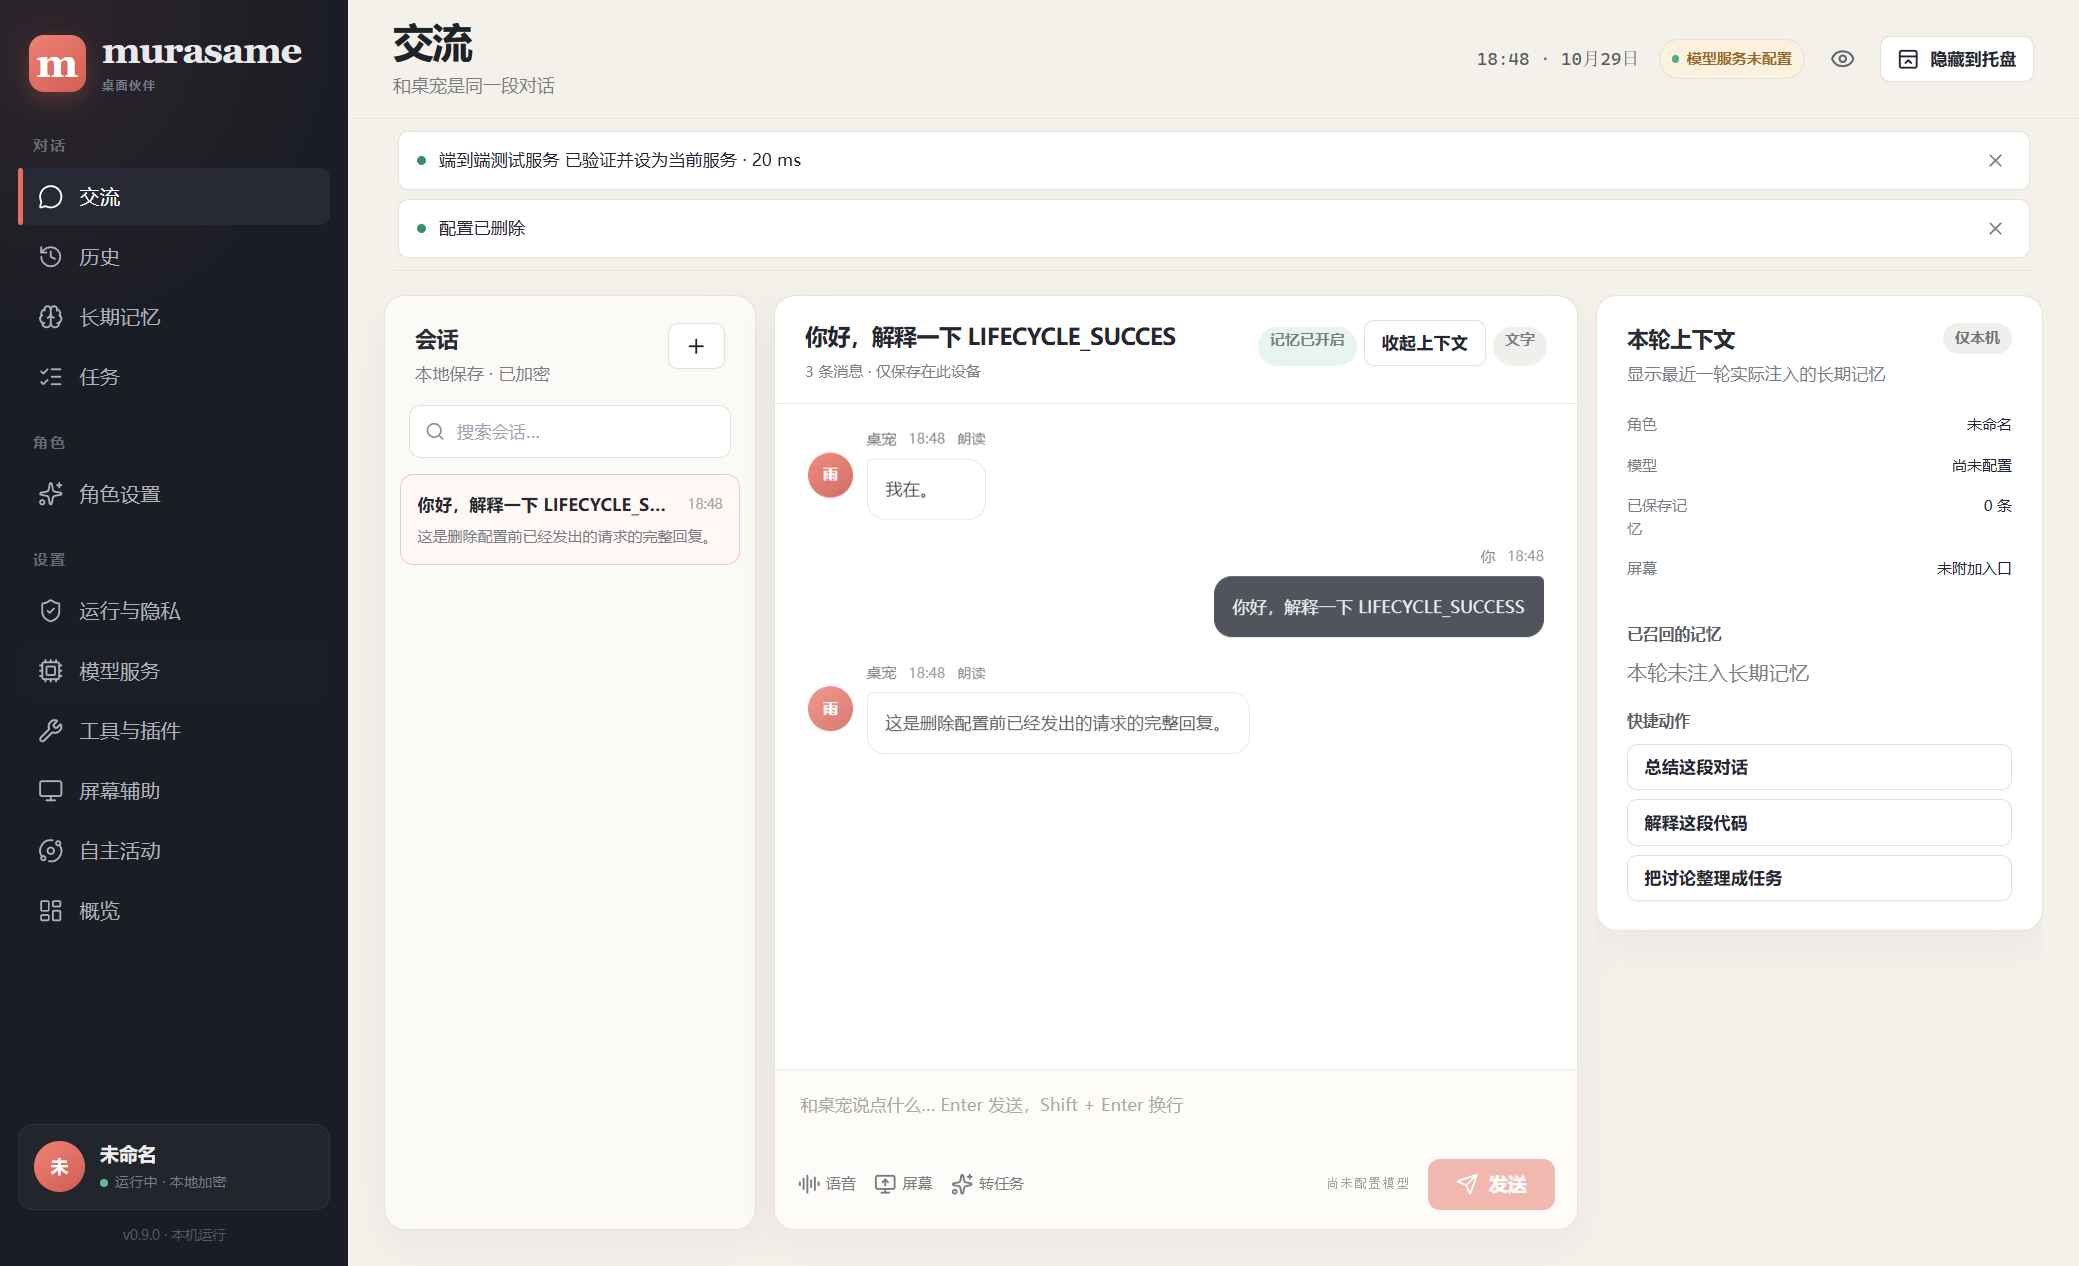 m
murasame
桌面伙伴
对话
交流
历史
长期记忆
任务
角色
角色设置
设置
运行与隐私
模型服务
工具与插件
屏幕辅助
自主活动
概览
未
未命名
运行中 · 本地加密
v0.9.0 · 本机运行
交流
和桌宠是同一段对话
18:48 · 10月29日
模型服务未配置
隐藏到托盘
端到端测试服务 已验证并设为当前服务 · 20 ms
配置已删除
会话
本地保存 · 已加密
搜索会话...
你好，解释一下 LIFECYCLE_S... 18:48
这是删除配置前已经发出的请求的完整回复。
你好，解释一下 LIFECYCLE_SUCCES
3 条消息 · 仅保存在此设备
记忆已开启
收起上下文
文字
桌宠 18:48 朗读
雨
我在。
你 18:48
你好，解释一下 LIFECYCLE_SUCCESS
桌宠 18:48 朗读
雨
这是删除配置前已经发出的请求的完整回复。
和桌宠说点什么... Enter 发送，Shift + Enter 换行
语音 屏幕 转任务
尚未配置模型
发送
本轮上下文
仅本机
显示最近一轮实际注入的长期记忆
角色 未命名
模型 尚未配置
已保存记忆 0 条
屏幕 未附加入口
已召回的记忆
本轮未注入长期记忆
快捷动作
总结这段对话
解释这段代码
把讨论整理成任务